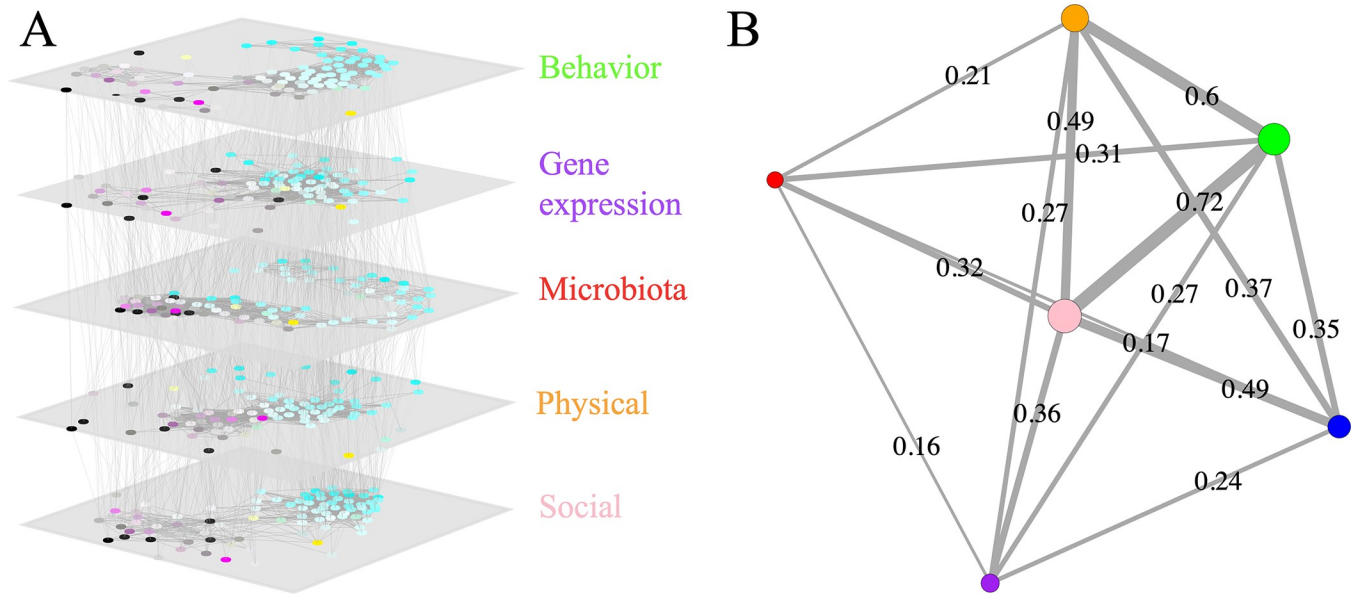 A
Behavior
Gene
expression
Microbiota
Physical
Social
B
0.21
0.6
0.49
0.31
0.72
0.27
0.32
0.27
0.37
0.17
0.35
0.49
0.36
0.16
0.24